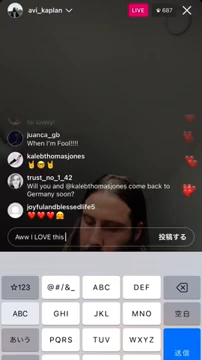 avi_kaplan
LIVE
687
juanca_gb
When I'm Fool!!!!
kalebthomasjones
🤘🤓🤘
trust_no_1_42
Will you and @kalebthomasjones come back to
Germany soon?
joyfulandblessedlife5
❤️❤️❤️🤗
Aww I LOVE this
投稿する
☆123
@#/&_
ABC
DEF
ABC
GHI
JKL
MNO
空白
あいう
PQRS
TUV
WXYZ
送信